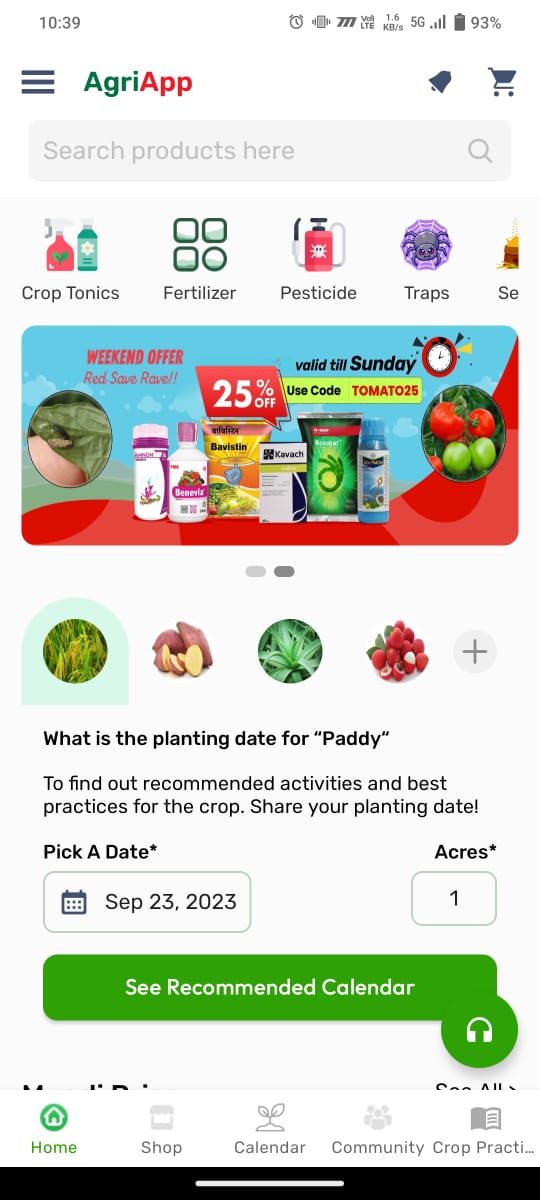 10:39
Vo))
LTE
1.6
KB/s
5G
93%
AgriApp
Search products here
Crop Tonics
Fertilizer
Pesticide
Traps
Se
WEEKEND OFFER
Red Save Rave!!
valid till Sunday
25% OFF
Use Code TOMATO25
बाविस्टिन
Bavistin
Benevia
Kavach
Acrobat
What is the planting date for “Paddy“
To find out recommended activities and best
practices for the crop. Share your planting date!
Pick A Date*
Acres*
Sep 23, 2023
1
See Recommended Calendar
See All >
Home
Shop
Calendar
Community
Crop Practi...